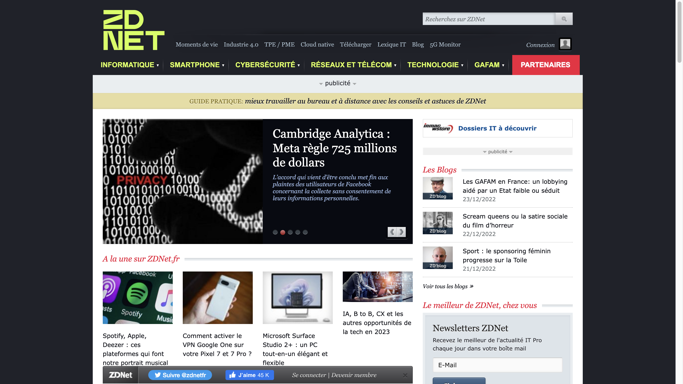 ZD
NET
Recherchez sur ZDNet
Moments de vie Industrie 4.0 TPE / PME Cloud native Télécharger Lexique IT Blog 5G Monitor
Connexion
INFORMATIQUE SMARTPHONE CYBERSÉCURITÉ RÉSEAUX ET TÉLÉCOM TECHNOLOGIE GAFAM PARTENAIRES
publicité
GUIDE PRATIQUE: mieux travailler au bureau et à distance avec les conseils et astuces de ZDNet
PRIVACY
Cambridge Analytica :
Meta règle 725 millions
de dollars
L'accord qui vient d'être conclu met fin aux
plaintes des utilisateurs de Facebook
concernant la collecte sans consentement de
leurs informations personnelles.
Dossiers IT à découvrir
publicité
Les Blogs
ZD blog
Les GAFAM en France: un lobbying
aidé par un Etat faible ou séduit
23/12/2022
ZD blog
Scream queens ou la satire sociale
du film d'horreur
22/12/2022
ZD blog
Sport : le sponsoring féminin
progresse sur la Toile
21/12/2022
Voir tous les blogs »
A la une sur ZDNet.fr
Spotify, Apple,
Deezer : ces
plateformes qui font
notre portrait musical
Comment activer le
VPN Google One sur
votre Pixel 7 et 7 Pro ?
Microsoft Surface
Studio 2+ : un PC
tout-en-un élégant et
flexible
IA, B to B, CX et les
autres opportunités de
la tech en 2023
Le meilleur de ZDNet, chez vous
Newsletters ZDNet
Recevez le meilleur de l'actualité IT Pro
chaque jour dans votre boîte mail
E-Mail
ZDNet Suivre @zdnetfr J'aime 45 K Se connecter | Devenir membre